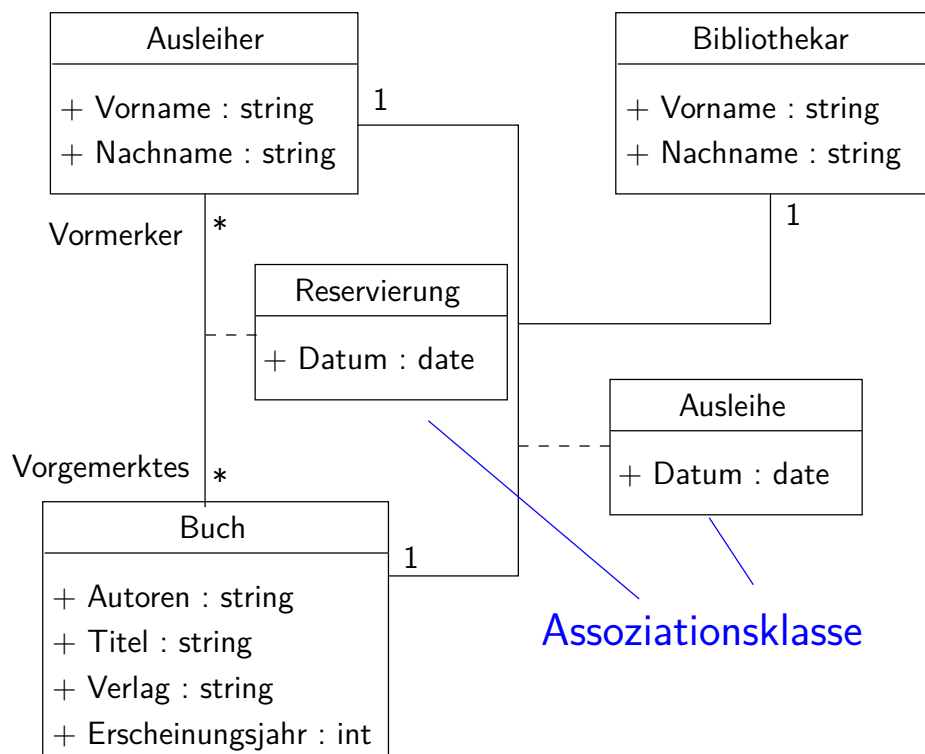 Ausleiher
+ Vorname : string
+ Nachname : string
1
Bibliothekar
+ Vorname : string
+ Nachname : string
1
Vormerker
*
Reservierung
+ Datum : date
Ausleihe
+ Datum : date
Vorgemerktes
*
Buch
1
+ Autoren : string
+ Titel : string
+ Verlag : string
+ Erscheinungsjahr : int
Assoziationsklasse